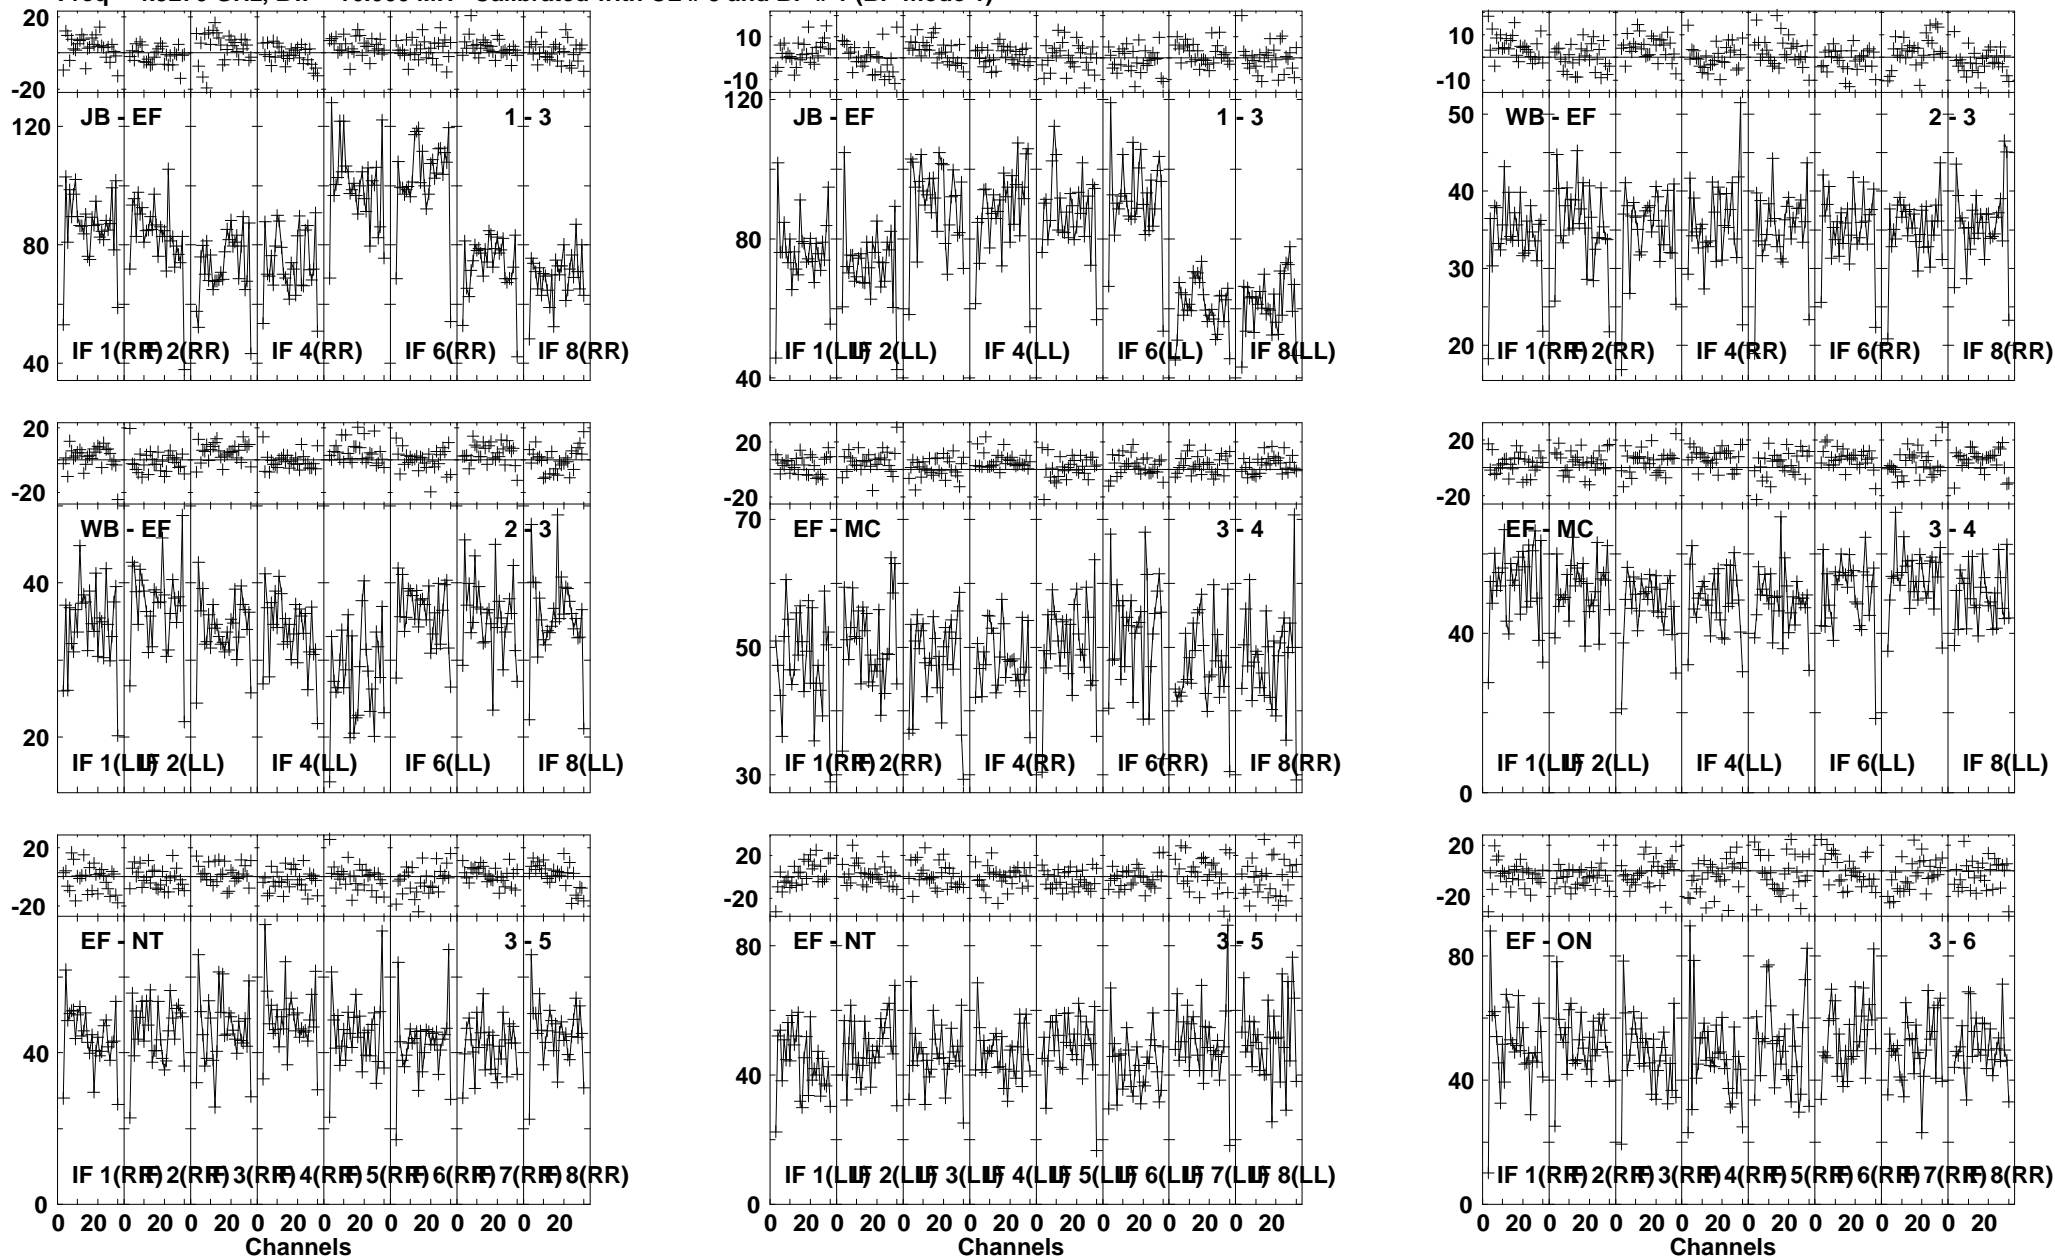 Freq = GHz, Bw = MH Calibrated with CL # and BP # 1 (BP mode 1)
20
-20
120
80
40
JB - EF 1 - 3
IF 1(RR) IF 2(RR) IF 4(RR) IF 6(RR) IF 8(RR)
10
-10
120
80
40
JB - EF 1 - 3
IF 1(LL) IF 2(LL) IF 4(LL) IF 6(LL) IF 8(LL)
10
-10
50
40
30
20
WB - EF 2 - 3
IF 1(RR) IF 2(RR) IF 4(RR) IF 6(RR) IF 8(RR)
20
-20
40
20
WB - EF 2 - 3
IF 1(LL) IF 2(LL) IF 4(LL) IF 6(LL) IF 8(LL)
20
-20
70
50
30
EF - MC 3 - 4
IF 1(RR) IF 2(RR) IF 4(RR) IF 6(RR) IF 8(RR)
20
-20
40
0
EF - MC 3 - 4
IF 1(LL) IF 2(LL) IF 4(LL) IF 6(LL) IF 8(LL)
20
-20
40
0
EF - NT 3 - 5
IF 1(RR) IF 2(RR) IF 3(RR) IF 4(RR) IF 5(RR) IF 6(RR) IF 7(RR) IF 8(RR)
0 20 0 20 0 20 0 20 0 20 0 20 0 20 0 20
Channels
20
-20
80
40
0
EF - NT 3 - 5
IF 1(LL) IF 2(LL) IF 3(LL) IF 4(LL) IF 5(LL) IF 6(LL) IF 7(LL) IF 8(LL)
0 20 0 20 0 20 0 20 0 20 0 20 0 20 0 20
Channels
20
-20
80
40
0
EF - ON 3 - 6
IF 1(RR) IF 2(RR) IF 3(RR) IF 4(RR) IF 5(RR) IF 6(RR) IF 7(RR) IF 8(RR)
0 20 0 20 0 20 0 20 0 20 0 20 0 20 0 20
Channels